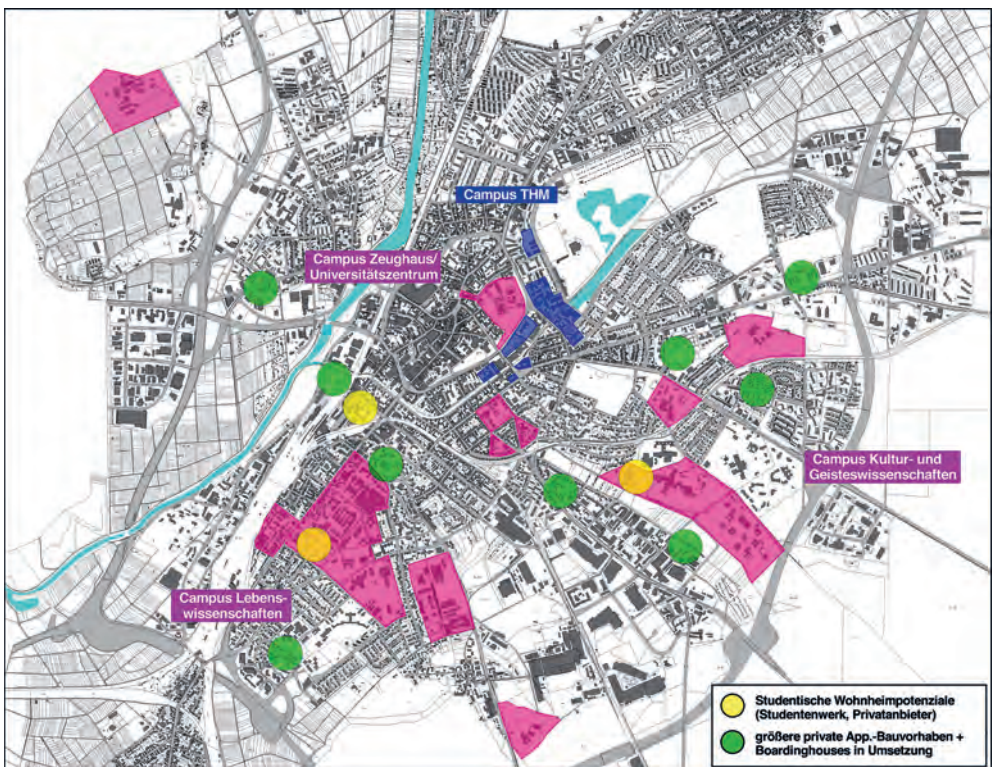 Campus THM
Campus Zeughaus/
Universitätszentrum
Campus Kultur- und
Geisteswissenschaften
Campus Lebens-
wissenschaften
Studentische Wohnheimpotenziale
(Studentenwerk, Privatanbieter)
größere private App.-Bauvorhaben +
Boardinghouses in Umsetzung